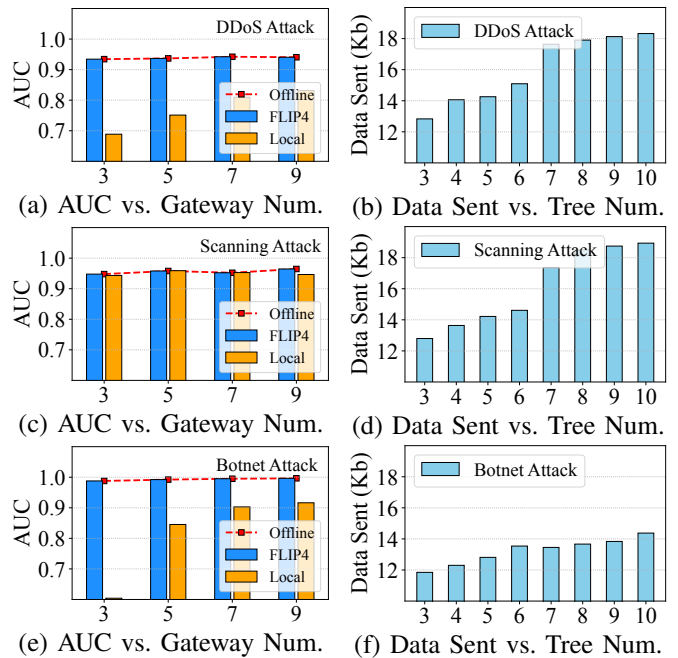 DDoS Attack
AUC
1.0
0.9
0.8
0.7
Offline
FLIP4
Local
3 5 7 9
(a) AUC vs. Gateway Num.
DDoS Attack
Data Sent (Kb)
18
16
14
12
3 4 5 6 7 8 9 10
(b) Data Sent vs. Tree Num.
Scanning Attack
AUC
1.0
0.9
0.8
0.7
Offline
FLIP4
Local
3 5 7 9
(c) AUC vs. Gateway Num.
Scanning Attack
Data Sent (Kb)
18
16
14
12
3 4 5 6 7 8 9 10
(d) Data Sent vs. Tree Num.
Botnet Attack
AUC
1.0
0.9
0.8
0.7
Offline
FLIP4
Local
3 5 7 9
(e) AUC vs. Gateway Num.
Botnet Attack
Data Sent (Kb)
18
16
14
12
3 4 5 6 7 8 9 10
(f) Data Sent vs. Tree Num.